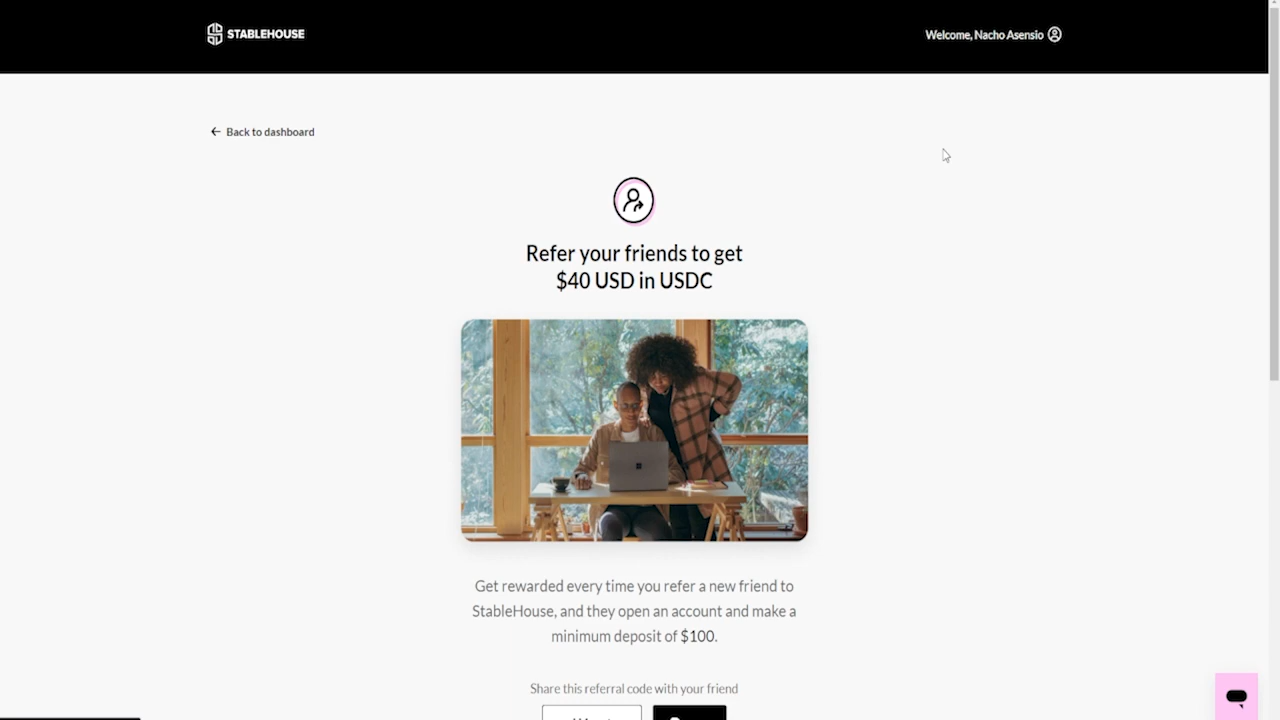 STABLEHOUSE
Welcome, Nacho Asensio
Back to dashboard
Refer your friends to get
$40 USD in USDC
Get rewarded every time you refer a new friend to
StableHouse, and they open an account and make a
minimum deposit of $100.
Share this referral code with your friend